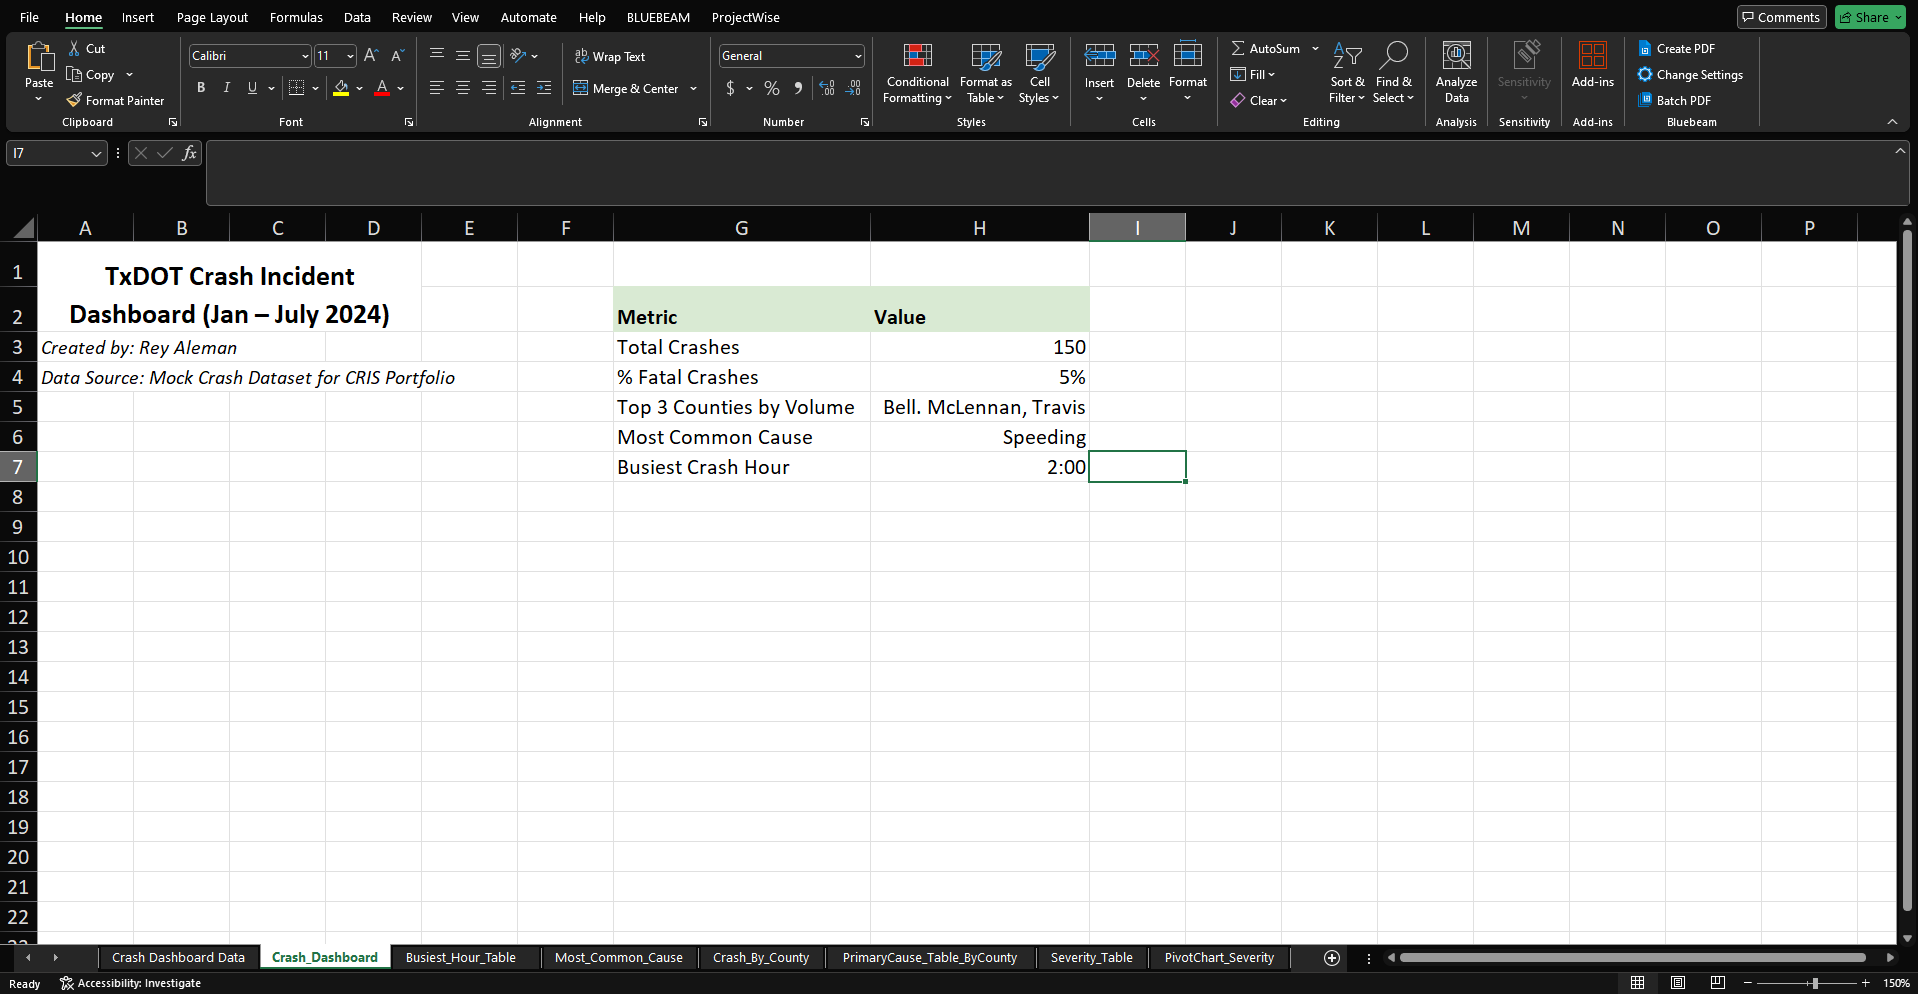 File Home Insert Page Layout Formulas Data Review View Automate Help BLUEBEAM ProjectWise Comments Share
Paste
Cut
Copy
Format Painter
Clipboard
Calibri 11 A A
B I U A
Font
ab Wrap Text
Merge & Center
Alignment
General
$ % 9
Number
Conditional Formatting
Format as Table
Cell Styles
Styles
Insert
Delete
Format
Cells
AutoSum
Fill
Clear
Sort & Filter
Find & Select
Editing
Analyze Data
Analysis
Sensitivity
Sensitivity
Add-ins
Add-ins
Create PDF
Change Settings
Batch PDF
Bluebeam
I7 fx
A B C D E F G H I J K L M N O P
1 TxDOT Crash Incident
2 Dashboard (Jan – July 2024) Metric Value
3 Created by: Rey Aleman Total Crashes 150
4 Data Source: Mock Crash Dataset for CRIS Portfolio % Fatal Crashes 5%
5 Top 3 Counties by Volume Bell. McLennan, Travis
6 Most Common Cause Speeding
7 Busiest Crash Hour 2:00
8
9
10
11
12
13
14
15
16
17
18
19
20
21
22
Crash Dashboard Data Crash_Dashboard Busiest_Hour_Table Most_Common_Cause Crash_By_County PrimaryCause_Table_ByCounty Severity_Table PivotChart_Severity
Ready Accessibility: Investigate 150%